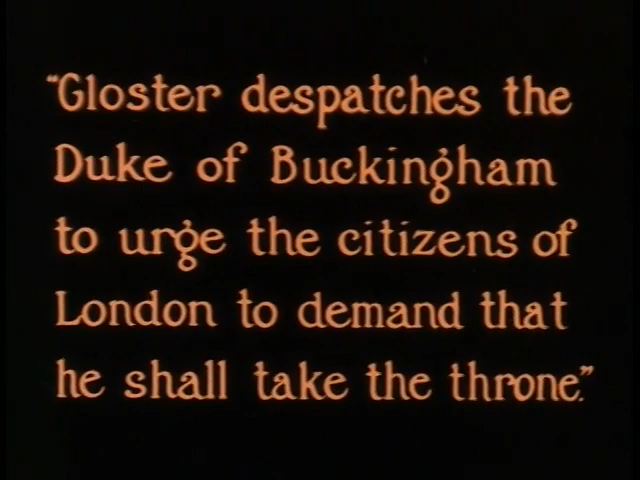 "Gloster despatches the
Duke of Buckingham
to urge the citizens of
London to demand that
he shall take the throne."